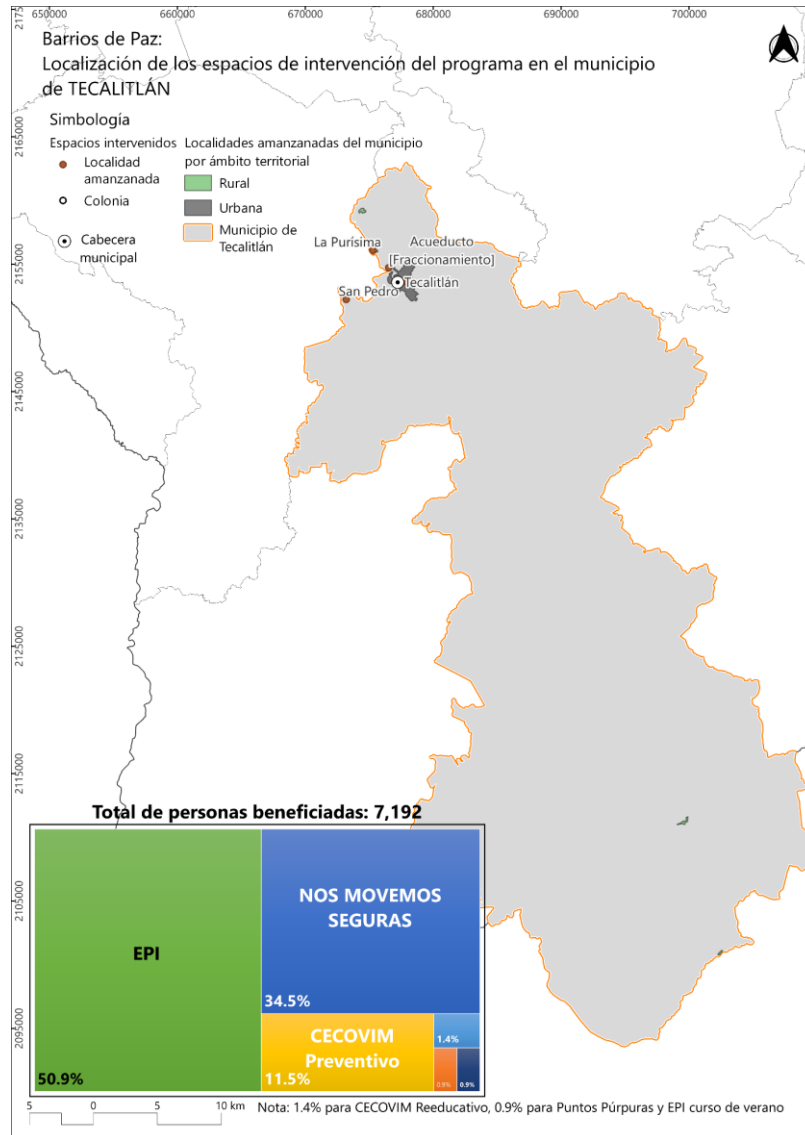 2175
650000
660000
670000
680000
690000
700000
Barrios de Paz:
Localización de los espacios de intervención del programa en el municipio
de TECALITLÁN
Simbología
Espacios intervenidos
Localidad
amanzanada
Colonia
Cabecera
municipal
Localidades amanzanadas del municipio
por ámbito territorial
Rural
Urbana
Municipio de
Tecalitlán
2165000
2155000
2145000
2135000
2125000
2115000
2105000
2095000
La Purísima
Acueducto
[Fraccionamiento]
Tecalitlán
San Pedro
Total de personas beneficiadas: 7,192
EPI
50.9%
NOS MOVEMOS
SEGURAS
34.5%
CECOVIM
Preventivo
11.5%
1.4%
0.9%
0.9%
5 0 5 10 km
Nota: 1.4% para CECOVIM Reeducativo, 0.9% para Puntos Púrpuras y EPI curso de verano